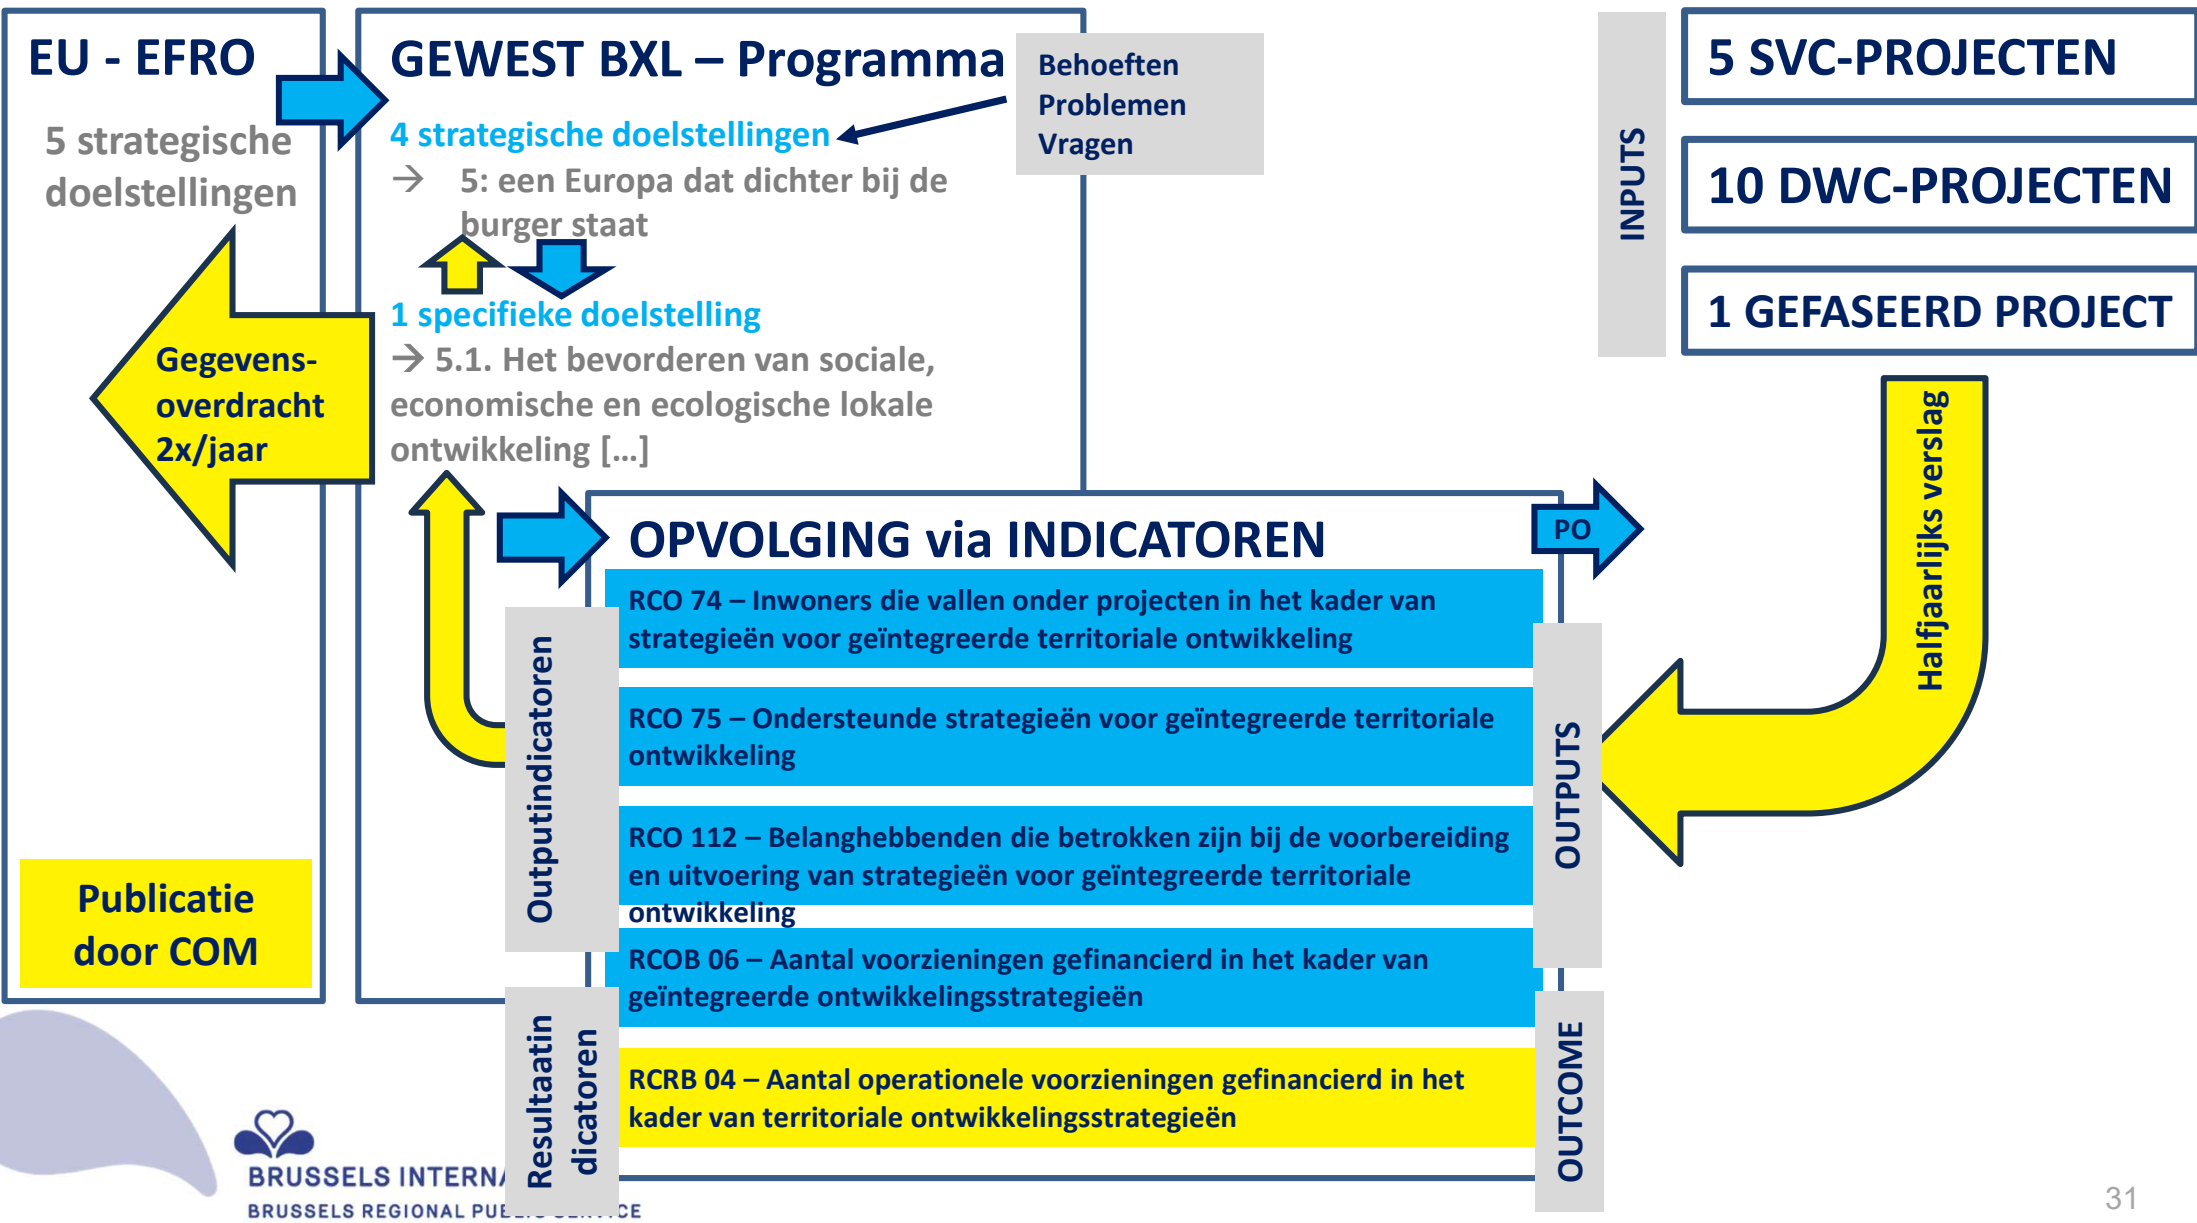 EU - EFRO
5 strategische
doelstellingen
Gegevens-
overdracht
2x/jaar
Publicatie
door COM
GEWEST BXL – Programma
Behoeften
Problemen
Vragen
4 strategische doelstellingen
→ 5: een Europa dat dichter bij de
burger staat
1 specifieke doelstelling
→ 5.1. Het bevorderen van sociale,
economische en ecologische lokale
ontwikkeling [...]
INPUTS
5 SVC-PROJECTEN
10 DWC-PROJECTEN
1 GEFASEERD PROJECT
Halfjaarlijks verslag
OPVOLGING via INDICATOREN
PO
Outputindicatoren
RCO 74 – Inwoners die vallen onder projecten in het kader van
strategieën voor geïntegreerde territoriale ontwikkeling
RCO 75 – Ondersteunde strategieën voor geïntegreerde territoriale
ontwikkeling
RCO 112 – Belanghebbenden die betrokken zijn bij de voorbereiding
en uitvoering van strategieën voor geïntegreerde territoriale
ontwikkeling
RCOB 06 – Aantal voorzieningen gefinancierd in het kader van
geïntegreerde ontwikkelingsstrategieën
OUTPUTS
Resultaatin
dicatoren
RCRB 04 – Aantal operationele voorzieningen gefinancierd in het
kader van territoriale ontwikkelingsstrategieën
OUTCOME
BRUSSELS INTERN
BRUSSELS REGIONAL
31